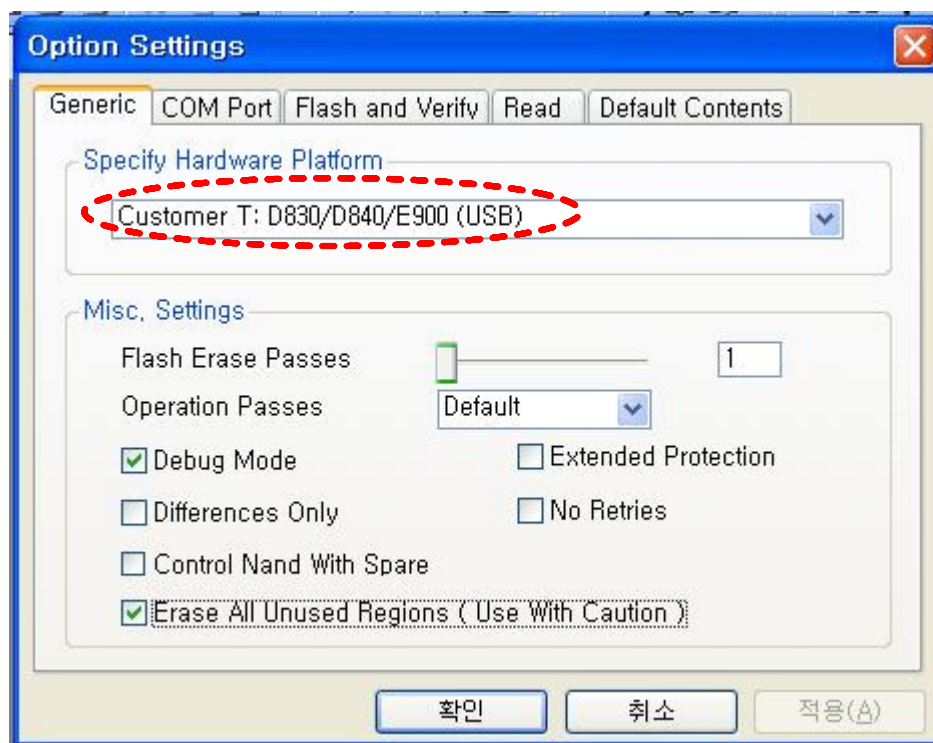 Option Settings
Generic COM Port Flash and Verify Read Default Contents
Specify Hardware Platform
Customer T: D830/D840/E900 (USB)
Misc. Settings
Flash Erase Passes 1
Operation Passes Default
Debug Mode Extended Protection
Differences Only No Retries
Control Nand With Spare
Erase All Unused Regions ( Use With Caution )
확인 취소 적용(A)